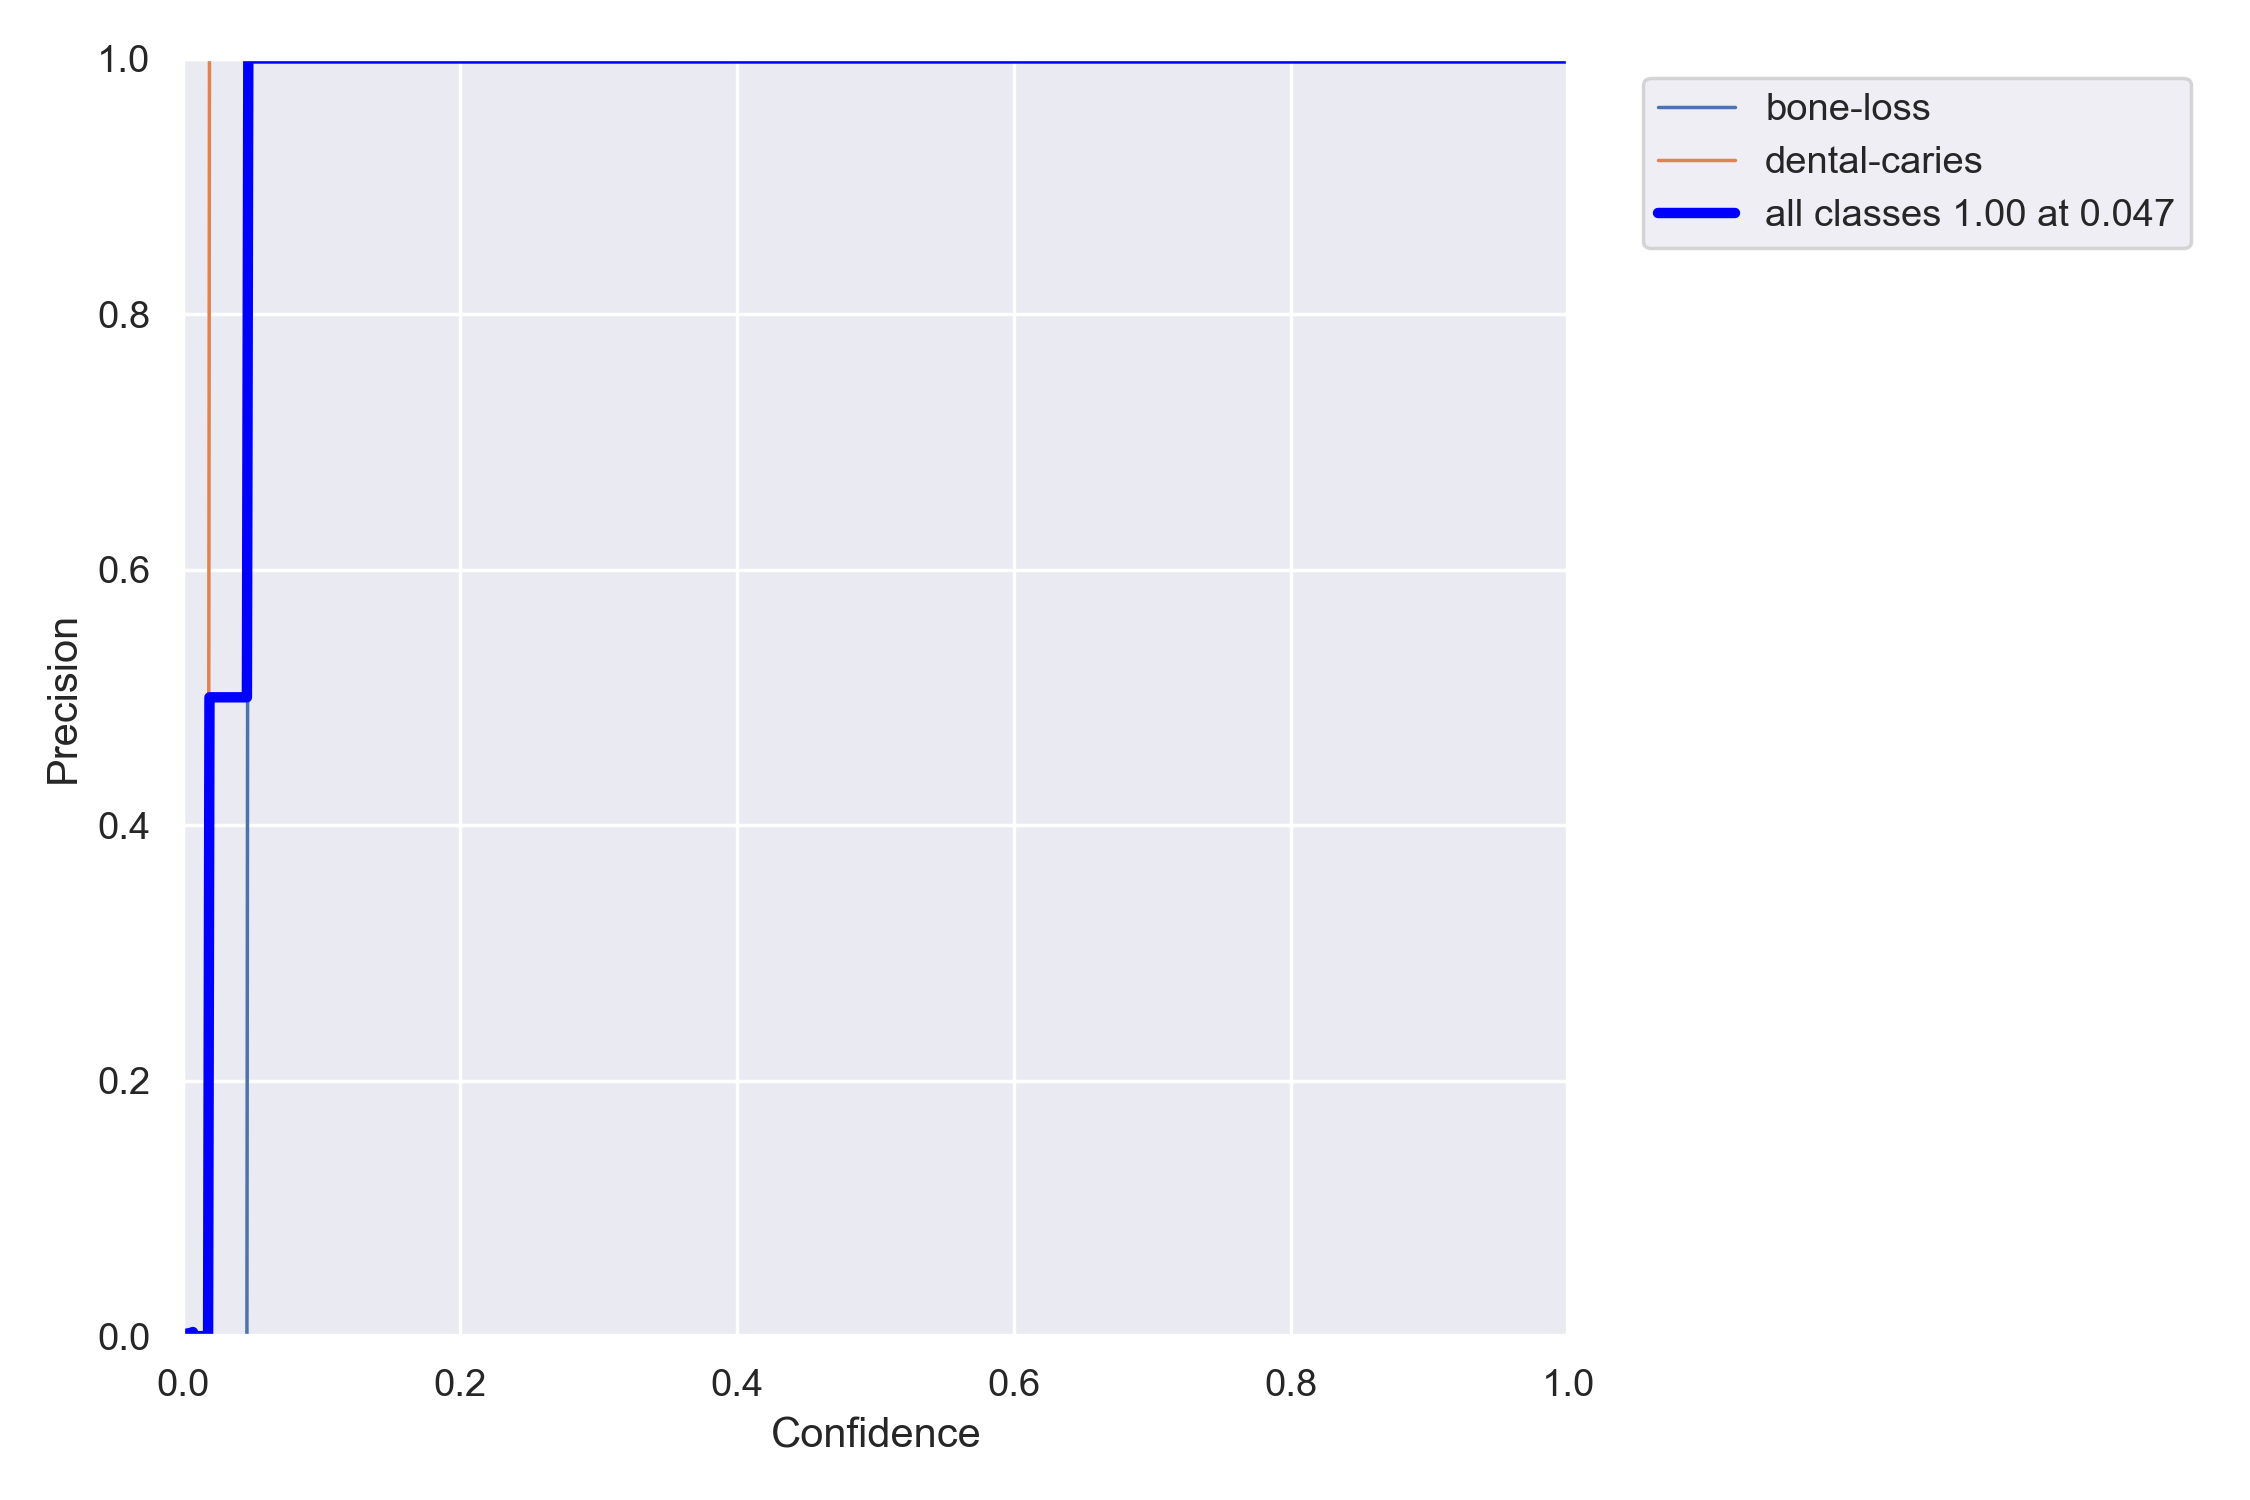 1.0
0.8
0.6
0.4
0.2
0.0
Precision
0.0 0.2 0.4 0.6 0.8 1.0
Confidence
bone-loss
dental-caries
all classes 1.00 at 0.047